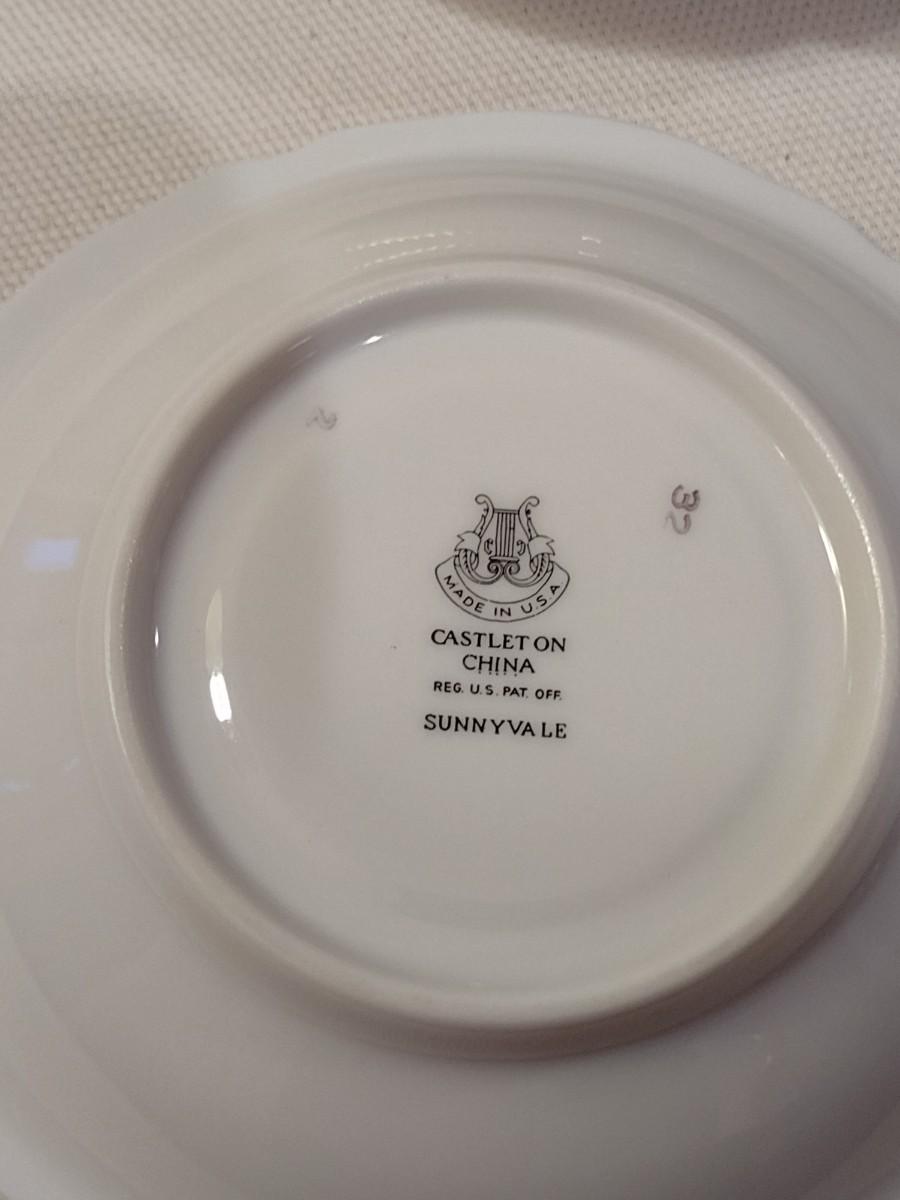 MADE IN U.S.A.
CASTLETON
CHINA
REG. U.S. PAT. OFF.
SUNNYVALE
32